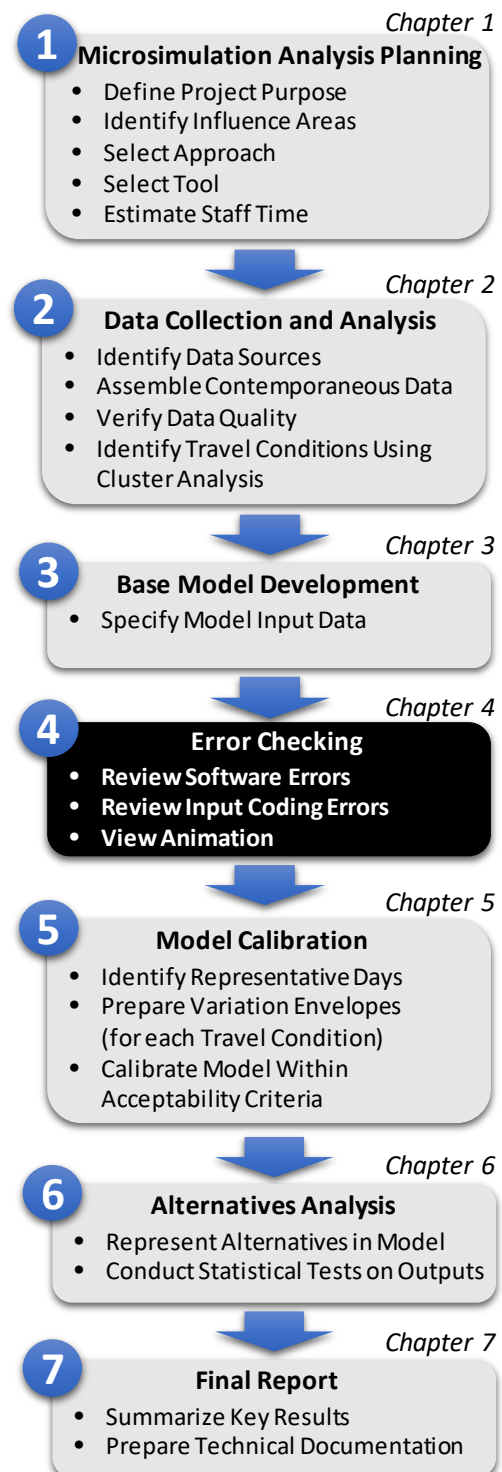 Chapter 1
1
Microsimulation Analysis Planning
• Define Project Purpose
• Identify Influence Areas
• Select Approach
• Select Tool
• Estimate Staff Time
Chapter 2
2
Data Collection and Analysis
• Identify Data Sources
• Assemble Contemporaneous Data
• Verify Data Quality
• Identify Travel Conditions Using
Cluster Analysis
Chapter 3
3
Base Model Development
• Specify Model Input Data
Chapter 4
4
Error Checking
• Review Software Errors
• Review Input Coding Errors
• View Animation
Chapter 5
5
Model Calibration
• Identify Representative Days
• Prepare Variation Envelopes
(for each Travel Condition)
• Calibrate Model Within
Acceptability Criteria
Chapter 6
6
Alternatives Analysis
• Represent Alternatives in Model
• Conduct Statistical Tests on Outputs
Chapter 7
7
Final Report
• Summarize Key Results
• Prepare Technical Documentation